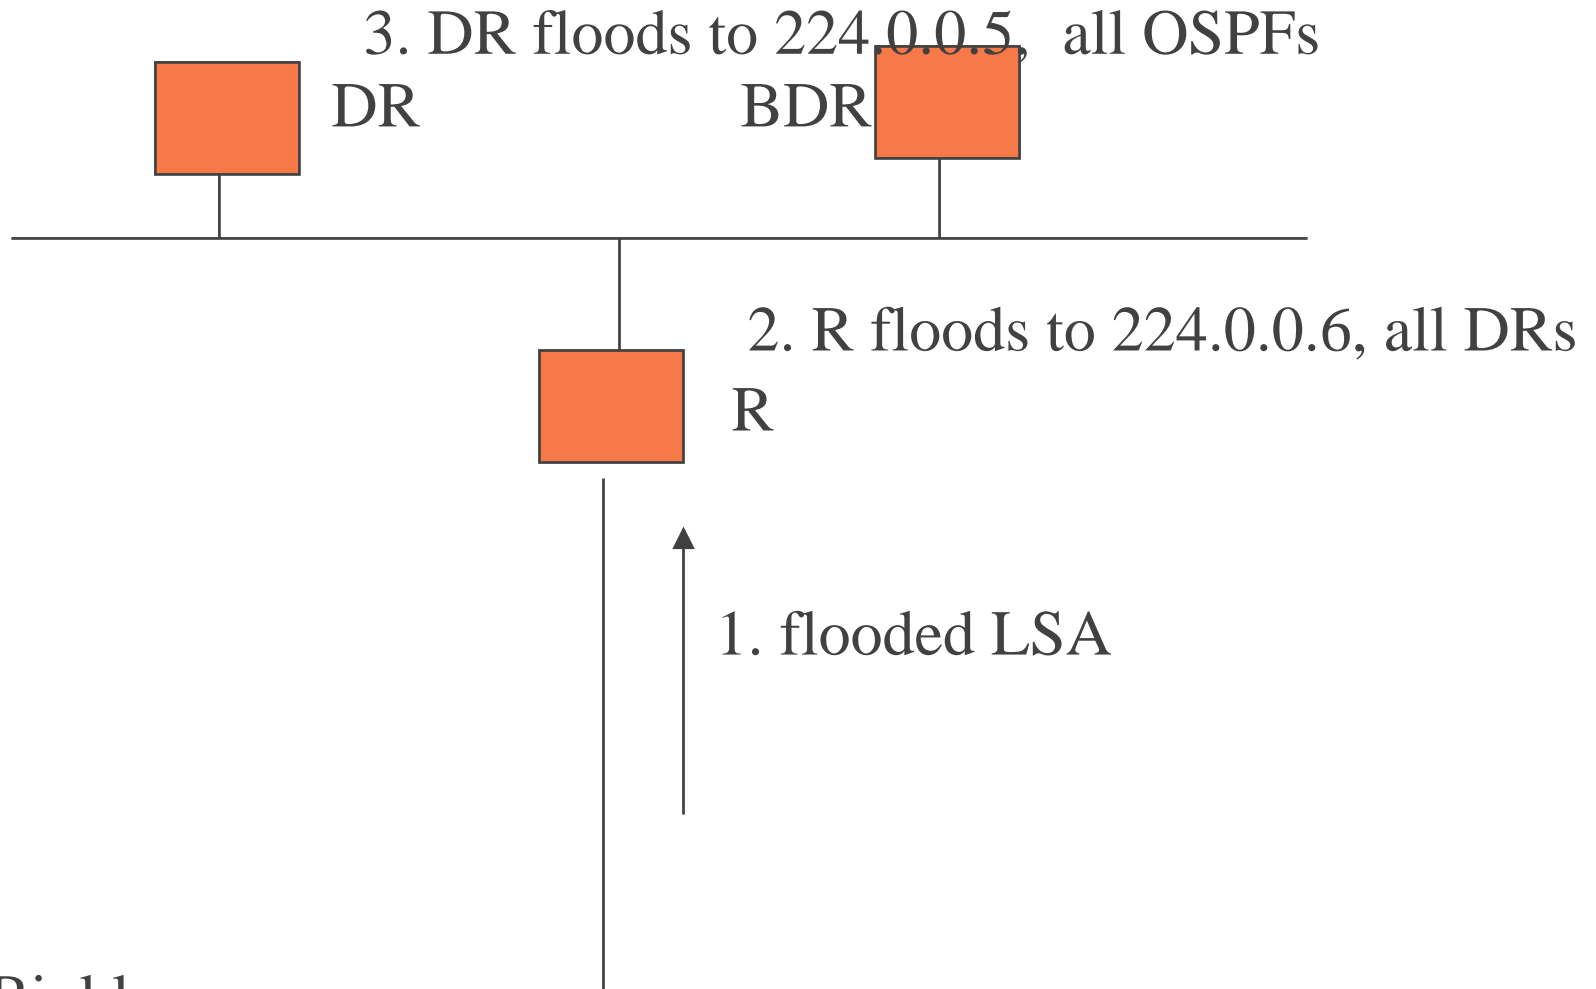 3. DR floods to 224.0.0.5,  all OSPFs
DR
BDR
2. R floods to 224.0.0.6, all DRs
R
1. flooded LSA